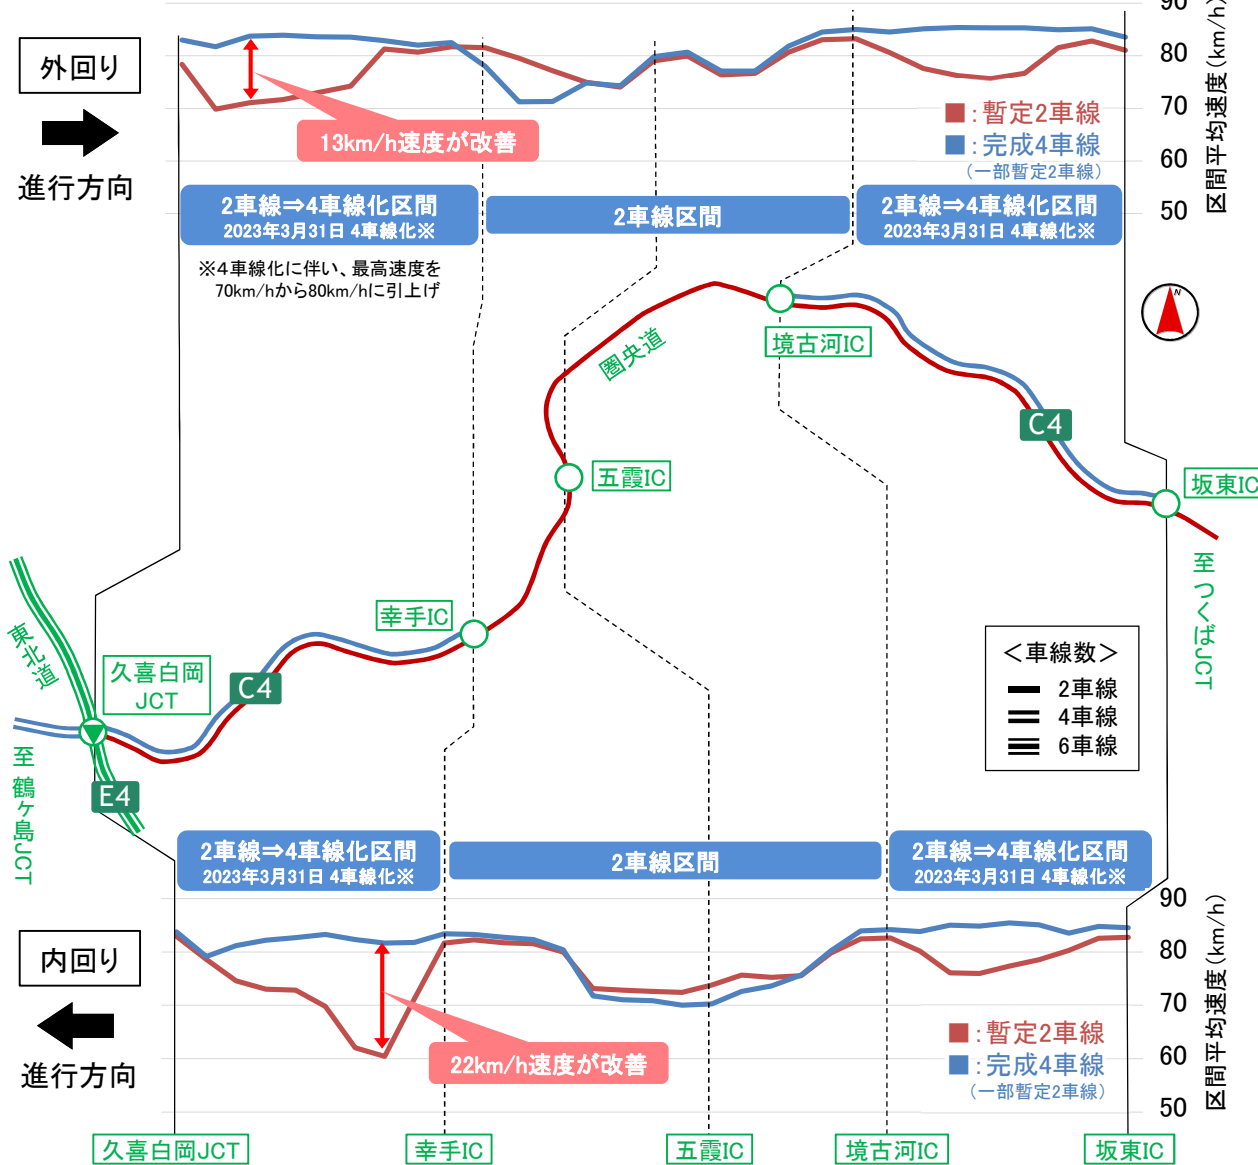 90
外回り
80
区間平均速度(km/h)
13km/h速度が改善
70
■：暫定2車線
■：完成4車線
(一部暫定2車線)
60
進行方向
2車線⇒4車線化区間
2023年3月31日 4車線化※
2車線区間
2車線⇒4車線化区間
2023年3月31日 4車線化※
50
※4車線化に伴い、最高速度を
70km/hから80km/hに引上げ
N
圏央道
境古河IC
C4
五霞IC
坂東IC
至 つくばJCT
幸手IC
東北道
久喜白岡
JCT
C4
<車線数>
2車線
4車線
6車線
至 鶴ヶ島JCT
E4
2車線⇒4車線化区間
2023年3月31日 4車線化※
2車線区間
2車線⇒4車線化区間
2023年3月31日 4車線化※
90
内回り
80
区間平均速度(km/h)
70
進行方向
22km/h速度が改善
■：暫定2車線
■：完成4車線
(一部暫定2車線)
60
50
久喜白岡JCT
幸手IC
五霞IC
境古河IC
坂東IC